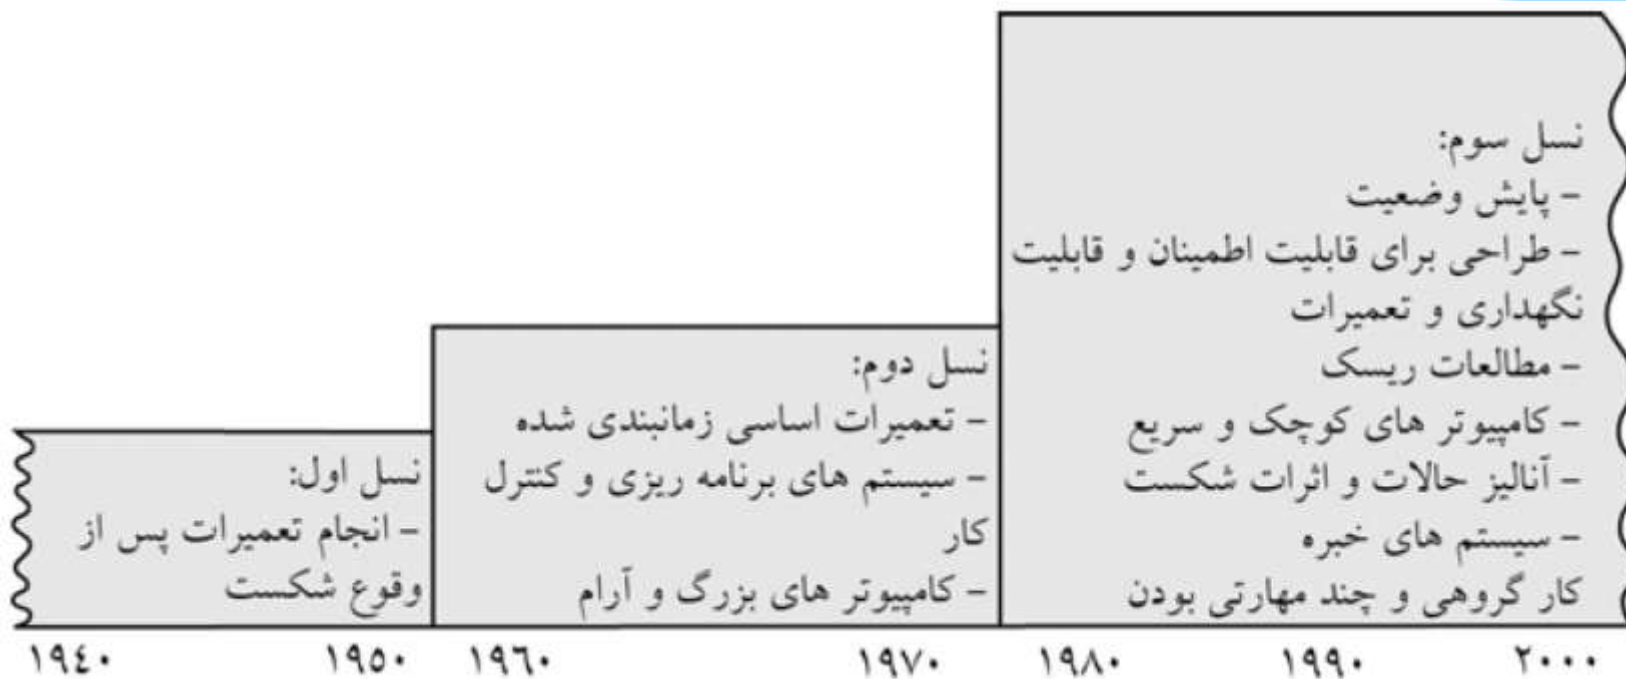 نسل اول:
- انجام تعمیرات پس از
وقوع شکست
نسل دوم:
- تعمیرات اساسی زمانبندی شده
- سیستم های برنامه ریزی و کنترل
کار
- کامپیوتر های بزرگ و آرام
نسل سوم:
- پایش وضعیت
- طراحی برای قابلیت اطمینان و قابلیت
نگهداری و تعمیرات
- مطالعات ریسک
- کامپیوتر های کوچک و سریع
- آنالیز حالات و اثرات شکست
- سیستم های خبره
کار گروهی و چند مهارتی بودن
۱۹٤۰ ۱۹۵۰ ۱۹٦۰ ۱۹۷۰ ۱۹۸۰ ۱۹۹۰ ۲۰۰۰